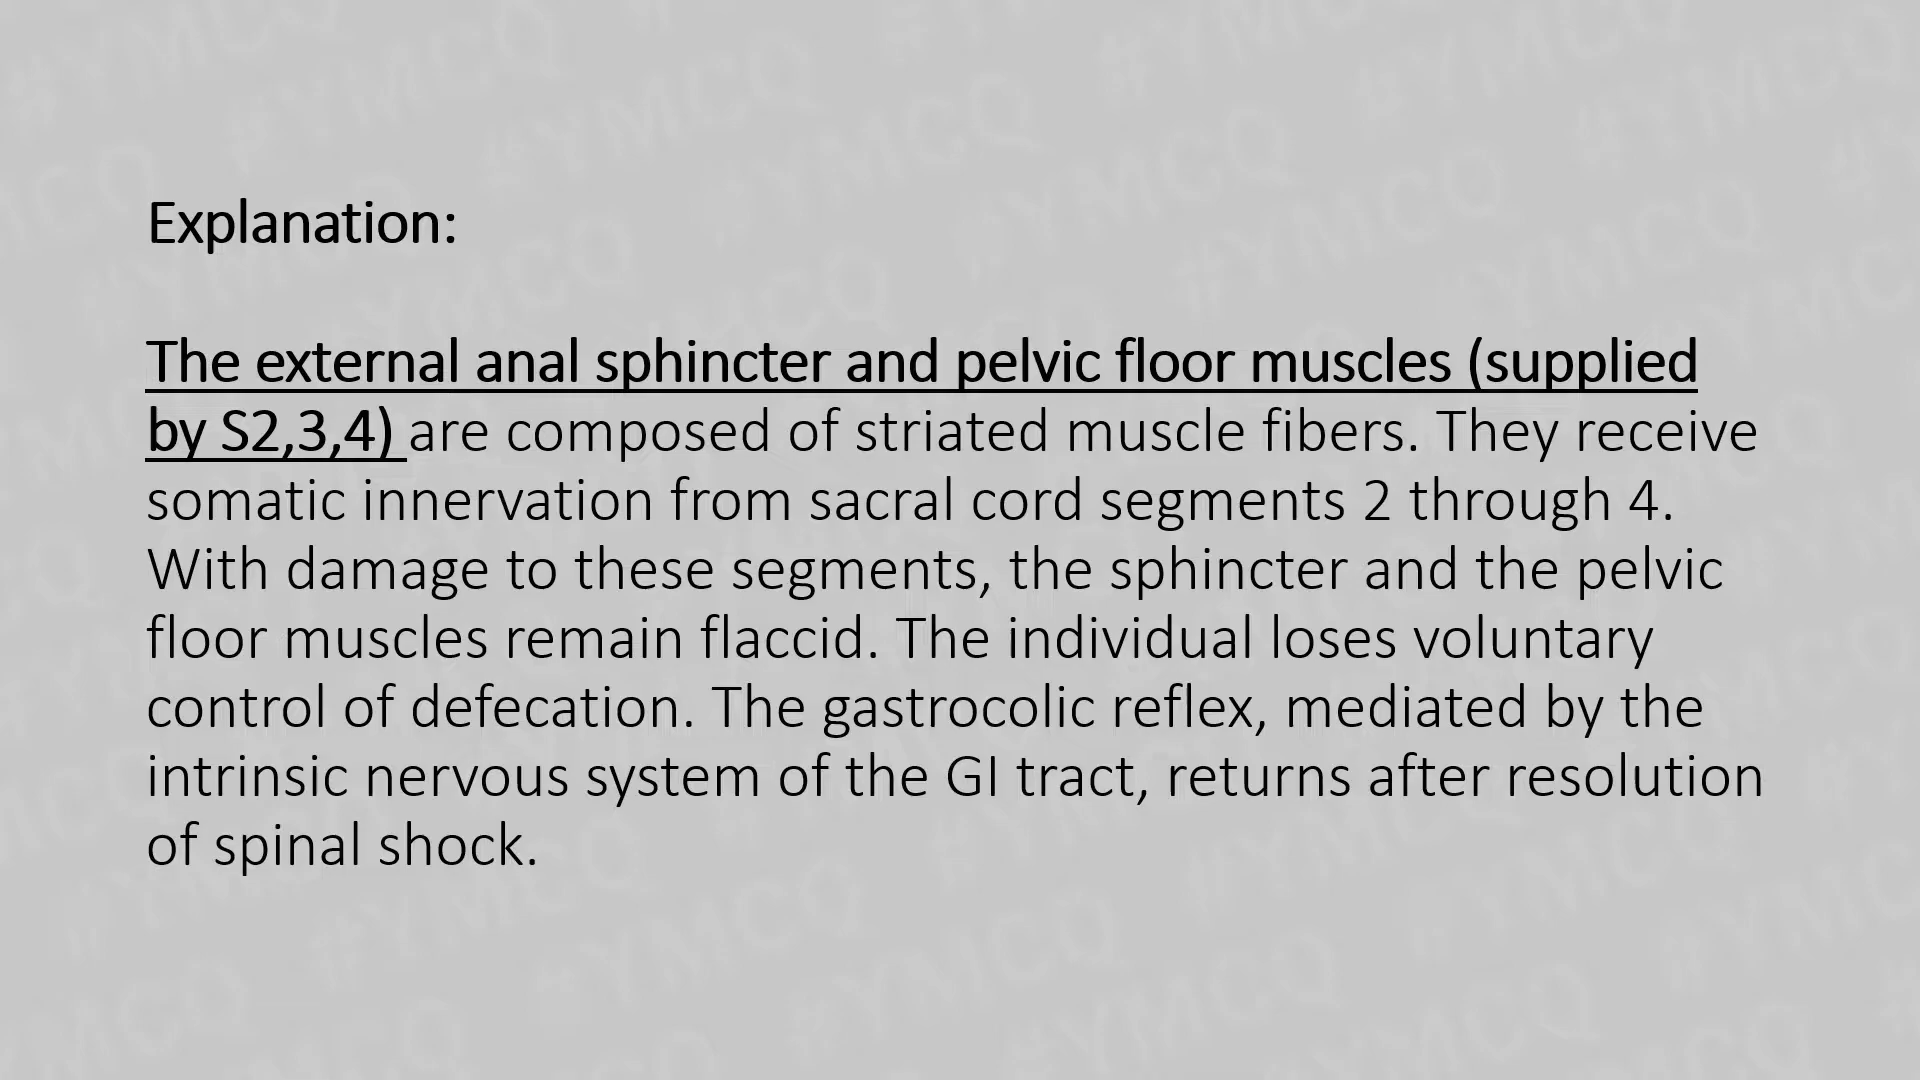 Explanation:
The external anal sphincter and pelvic floor muscles (supplied
by S2,3,4) are composed of striated muscle fibers. They receive
somatic innervation from sacral cord segments 2 through 4.
With damage to these segments, the sphincter and the pelvic
floor muscles remain flaccid. The individual loses voluntary
control of defecation. The gastrocolic reflex, mediated by the
intrinsic nervous system of the GI tract, returns after resolution
of spinal shock.
#YMCQ